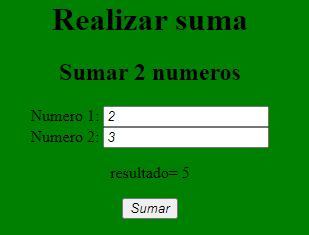 Realizar suma
Sumar 2 numeros
Numero 1: 2
Numero 2: 3
resultado= 5
Sumar